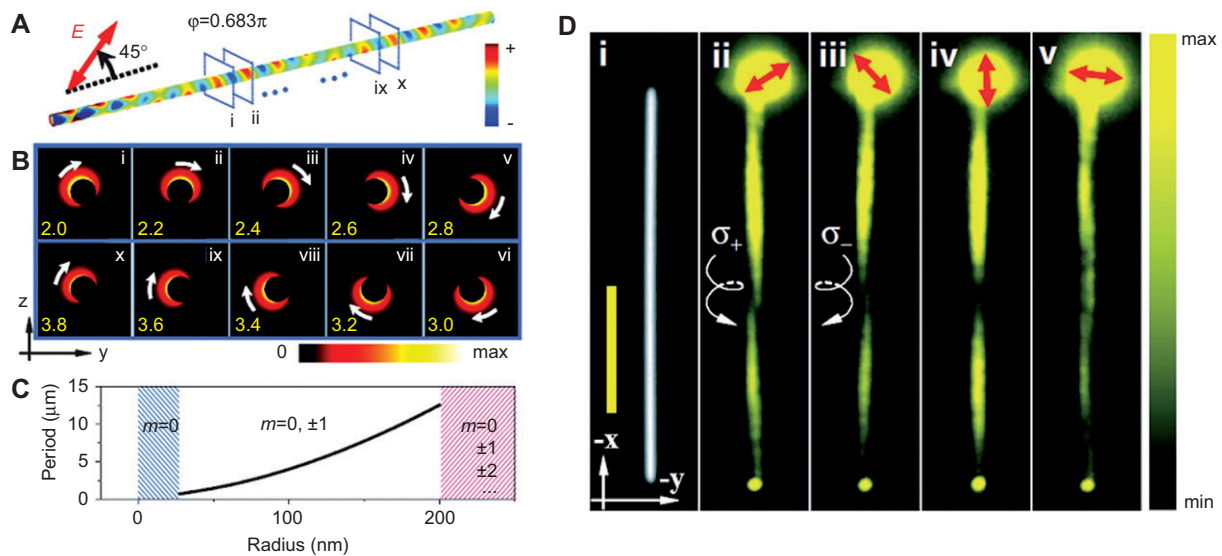 A
E
45°
φ=0.683π
i
ii
ix
x
+
-
B
i
ii
iii
iv
v
2.0
2.2
2.4
2.6
2.8
x
ix
viii
vii
vi
3.8
3.6
3.4
3.2
3.0
z
y
0
max
C
Period (μm)
15
10
5
0
m=0
m=0, ±1
m=0
±1
±2
...
0
100
200
Radius (nm)
D
i
ii
iii
iv
v
σ+
σ−
-x
-y
max
min